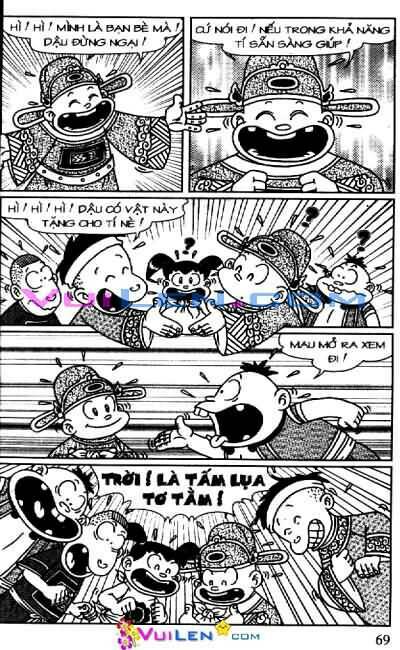 HÌ! HÌ! MÌNH LÀ BẠN BÈ MÀ!
DẬU ĐỪNG NGẠI!
CỨ NÓI ĐI! NẾU TRONG KHẢ NĂNG
TÍ SẴN SÀNG GIÚP!
HÌ! HÌ! HÌ! DẬU CÓ VẬT NÀY
TẶNG CHO TÍ NÈ!
?
?
?
VuiLen.com
MAU MỞ RA XEM
ĐI!
TRỜI! LÀ TẤM LỤA
TƠ TẰM!
VuiLen.com
69